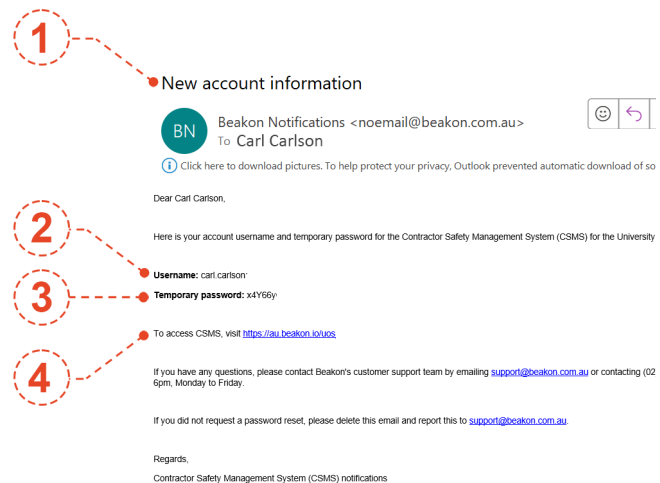 1
New account information
BN
Beakon Notifications <noemail@beakon.com.au>
To Carl Carlson
Click here to download pictures. To help protect your privacy, Outlook prevented automatic download of so
Dear Carl Carlson,
2
Here is your account username and temporary password for the Contractor Safety Management System (CSMS) for the University
Username: carl.carlson
3
Temporary password: x4Y66y
To access CSMS, visit https://au.beakon.io/uos
4
If you have any questions, please contact Beakon's customer support team by emailing support@beakon.com.au or contacting (02
6pm, Monday to Friday.
If you did not request a password reset, please delete this email and report this to support@beakon.com.au.
Regards,
Contractor Safety Management System (CSMS) notifications